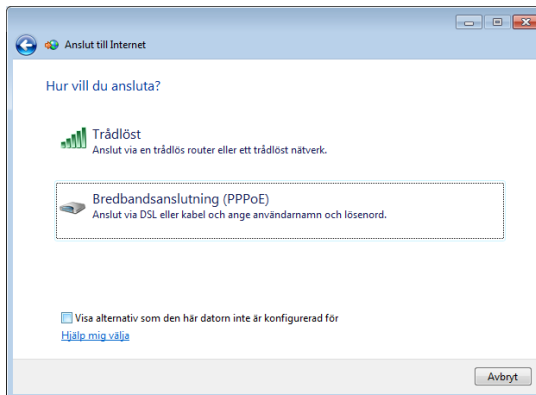 Anslut till Internet
Hur vill du ansluta?
Trådlöst
Anslut via en trådlös router eller ett trådlöst nätverk.
Bredbandsanslutning (PPPoE)
Anslut via DSL eller kabel och ange användarnamn och lösenord.
Visa alternativ som den här datorn inte är konfigurerad för
Hjälp mig välja
Avbryt